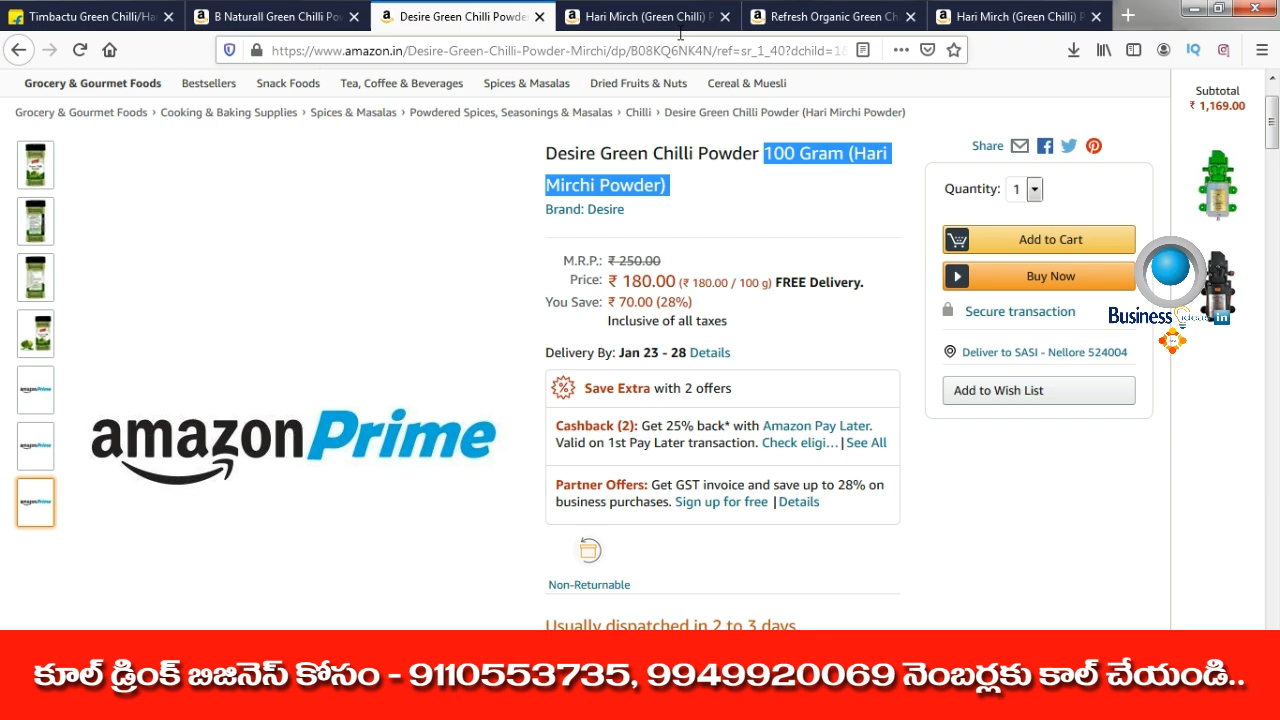 Timbactu Green Chilli/Ha
B Naturall Green Chilli Po
Desire Green Chilli Powde
Hari Mirch (Green Chilli) P
Refresh Organic Green Ch
Hari Mirch (Green Chilli) P
https://www.amazon.in/Desire-Green-Chilli-Powder-Mirchi/dp/B08KQ6NK4N/ref=sr_1_40?dchild=1
Grocery & Gourmet Foods Bestsellers Snack Foods Tea, Coffee & Beverages Spices & Masalas Dried Fruits & Nuts Cereal & Muesli
Subtotal
₹ 1,169.00
Grocery & Gourmet Foods › Cooking & Baking Supplies › Spices & Masalas › Powdered Spices, Seasonings & Masalas › Chilli › Desire Green Chilli Powder (Hari Mirchi Powder)
Desire Green Chilli Powder 100 Gram (Hari
Mirchi Powder)
Brand: Desire
M.R.P.: ₹ 250.00
Price: ₹ 180.00 (₹ 180.00 / 100 g) FREE Delivery.
You Save: ₹ 70.00 (28%)
Inclusive of all taxes
Delivery By: Jan 23 - 28 Details
Save Extra with 2 offers
Cashback (2): Get 25% back* with Amazon Pay Later.
Valid on 1st Pay Later transaction. Check eligi… | See All
Partner Offers: Get GST invoice and save up to 28% on
business purchases. Sign up for free | Details
Non-Returnable
Usually dispatched in 2 to 3 days
Share
Quantity: 1
Add to Cart
Buy Now
Secure transaction
Deliver to SASI - Nellore 524004
Add to Wish List
Business ideas in
amazonPrime
amazonPrime
amazonPrime
amazonPrime
కూల్ డ్రింక్ బిజినెస్ కోసం - 9110553735, 9949920069 నెంబర్లకు కాల్ చేయండి..